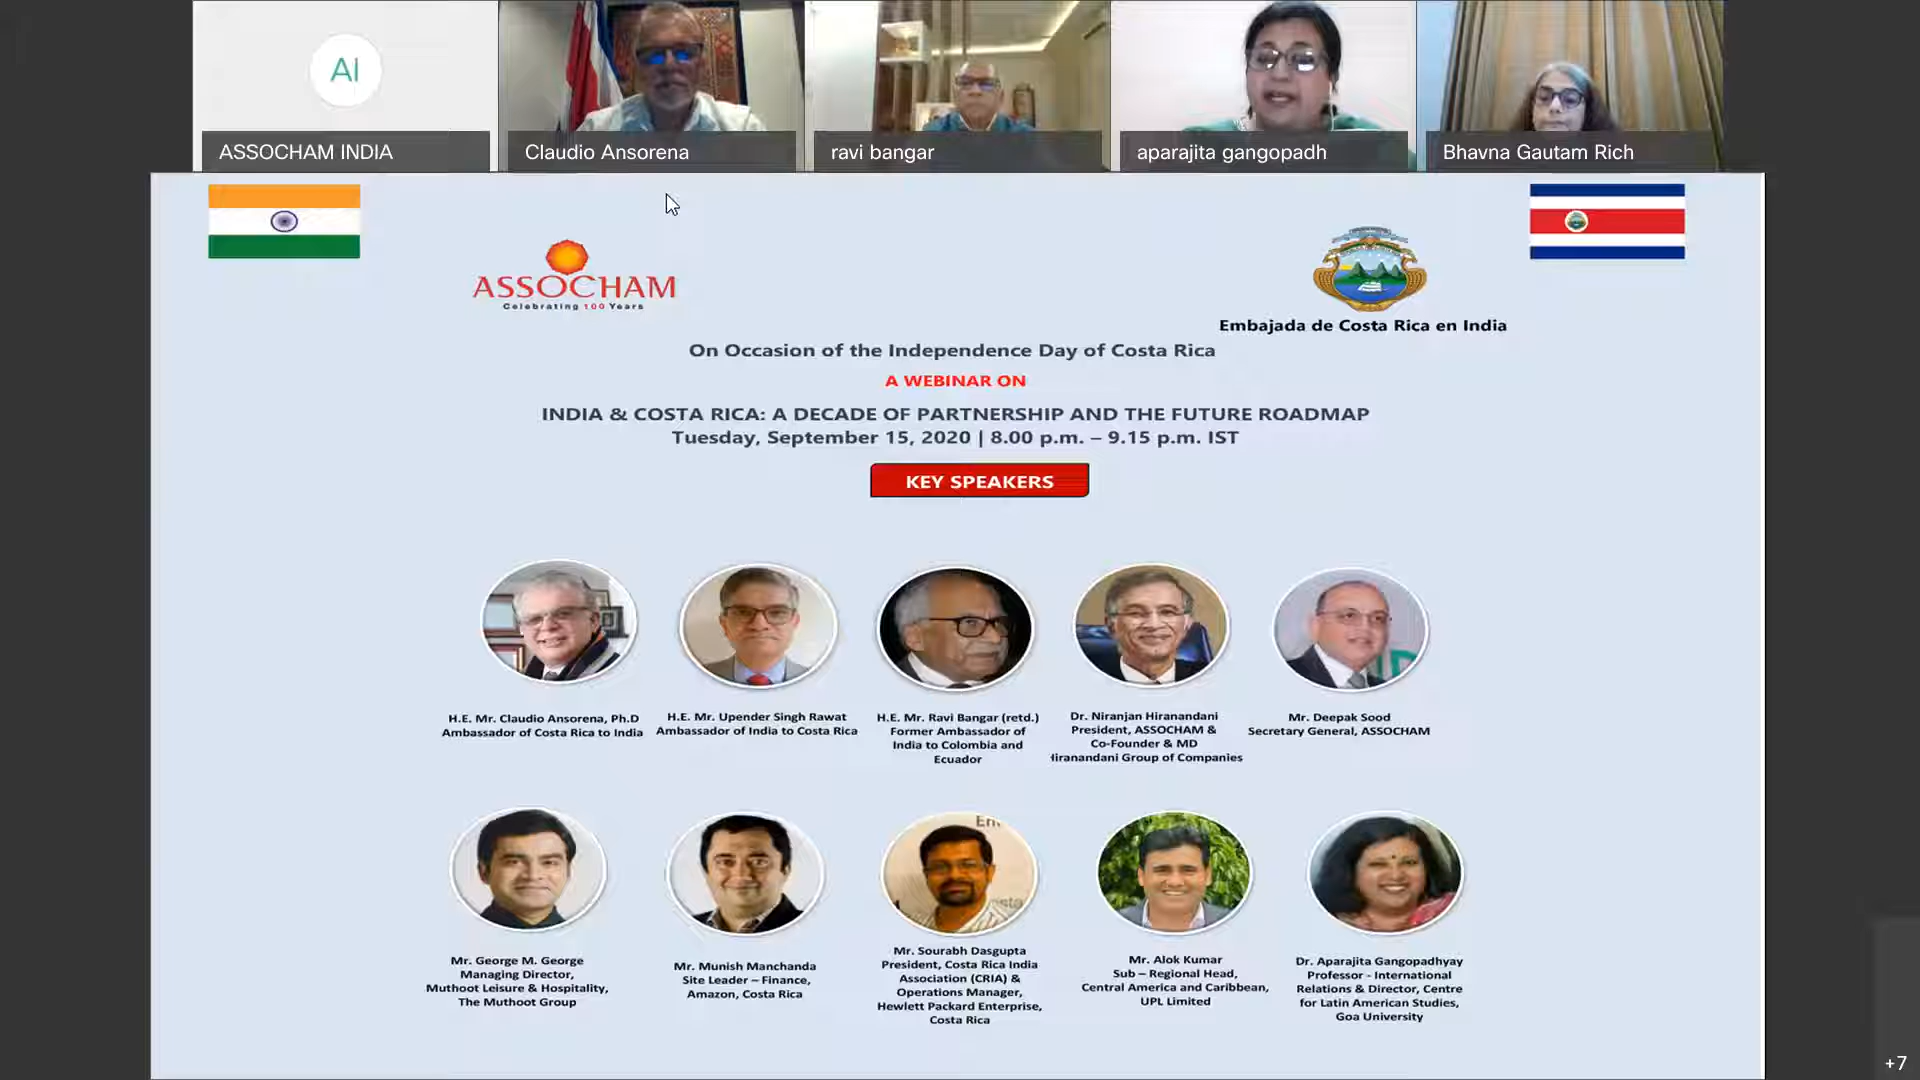 AI
ASSOCHAM INDIA
Claudio Ansorena
ravi bangar
aparajita gangopadh
Bhavna Gautam Rich
ASSOCHAM
Celebrating 100 Years
Embajada de Costa Rica en India
On Occasion of the Independence Day of Costa Rica
A WEBINAR ON
INDIA & COSTA RICA: A DECADE OF PARTNERSHIP AND THE FUTURE ROADMAP
Tuesday, September 15, 2020 | 8.00 p.m. – 9.15 p.m. IST
KEY SPEAKERS
H.E. Mr. Claudio Ansorena, Ph.D
Ambassador of Costa Rica to India
H.E. Mr. Upender Singh Rawat
Ambassador of India to Costa Rica
H.E. Mr. Ravi Bangar (retd.)
Former Ambassador of
India to Colombia and
Ecuador
Dr. Niranjan Hiranandani
President, ASSOCHAM &
Co-Founder & MD
Hiranandani Group of Companies
Mr. Deepak Sood
Secretary General, ASSOCHAM
Mr. George M. George
Managing Director,
Muthoot Leisure & Hospitality,
The Muthoot Group
Mr. Munish Manchanda
Site Leader – Finance,
Amazon, Costa Rica
Mr. Sourabh Dasgupta
President, Costa Rica India
Association (CRIA) &
Operations Manager,
Hewlett Packard Enterprise,
Costa Rica
Mr. Alok Kumar
Sub – Regional Head,
Central America and Caribbean,
UPL Limited
Dr. Aparajita Gangopadhyay
Professor - International
Relations & Director, Centre
for Latin American Studies,
Goa University
+7